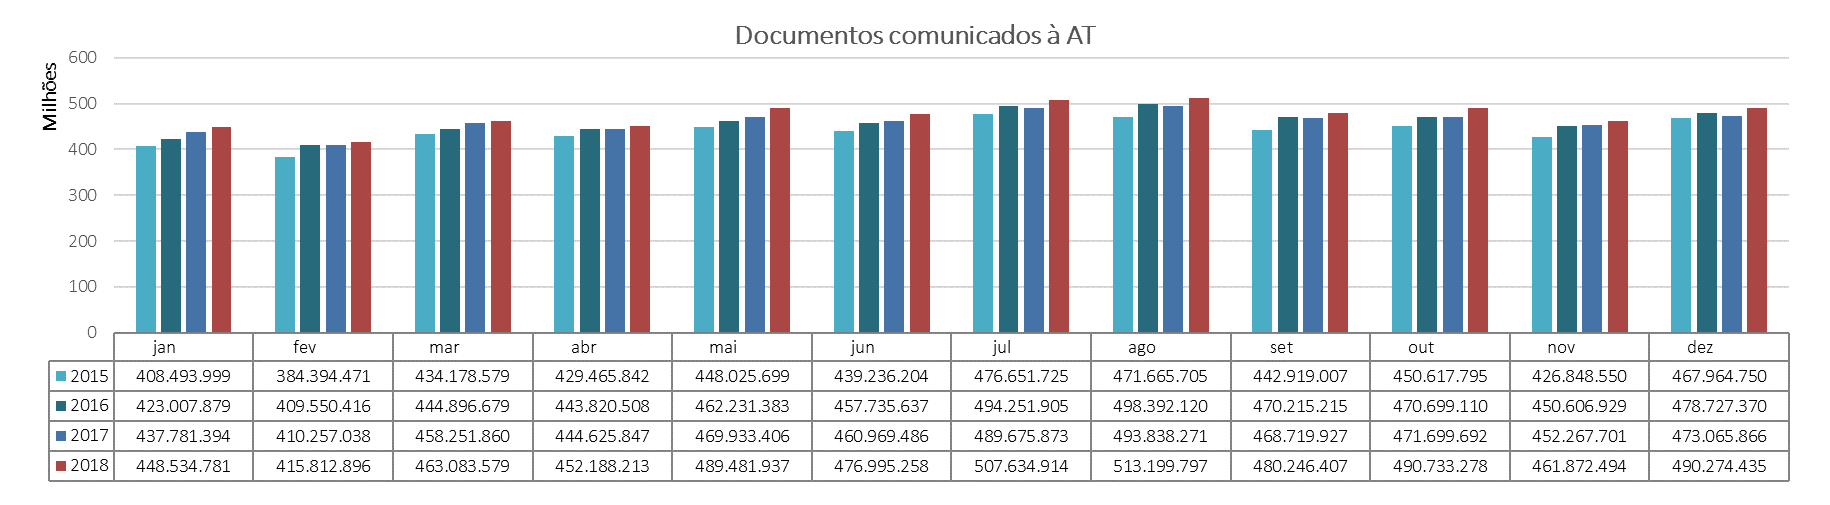 Documentos comunicados à AT
Milhões
600
500
400
300
200
100
0
jan fev mar abr mai jun jul ago set out nov dez
2015 408.493.999 384.394.471 434.178.579 429.465.842 448.025.699 439.236.204 476.651.725 471.665.705 442.919.007 450.617.795 426.848.550 467.964.750
2016 423.007.879 409.550.416 444.896.679 443.820.508 462.231.383 457.735.637 494.251.905 498.392.120 470.215.215 470.699.110 450.606.929 478.727.370
2017 437.781.394 410.257.038 458.251.860 444.625.847 469.933.406 460.969.486 489.675.873 493.838.271 468.719.927 471.699.692 452.267.701 473.065.866
2018 448.534.781 415.812.896 463.083.579 452.188.213 489.481.937 476.995.258 507.634.914 513.199.797 480.246.407 490.733.278 461.872.494 490.274.435